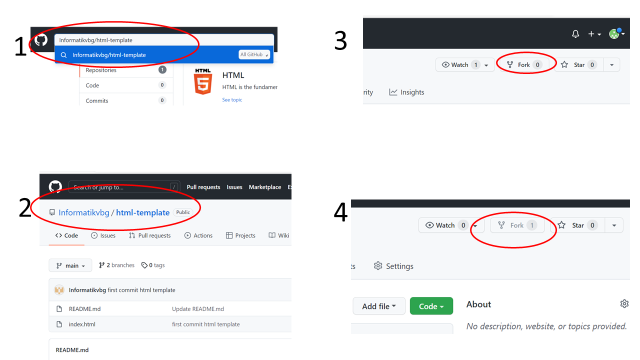 1
Informatikvbg/html-template
informatikvbg/html-template
All GitHub
Repositories 1
Code 0
Commits 0
HTML
HTML
HTML is the fundamer
See topic
2
Search or jump to... /
Pull requests Issues Marketplace
Informatikvbg / html-template Public
Code Issues Pull requests Actions Projects Wiki
main 2 branches 0 tags
Informatikvbg first commit html template
README.md Update README.md
index.html first commit html template
README.md
3
Watch 1 Fork 0 Star 0
rity Insights
4
Watch 0 Fork 1 Star 0
s Settings
Add file Code About
No description, website, or topics provided.